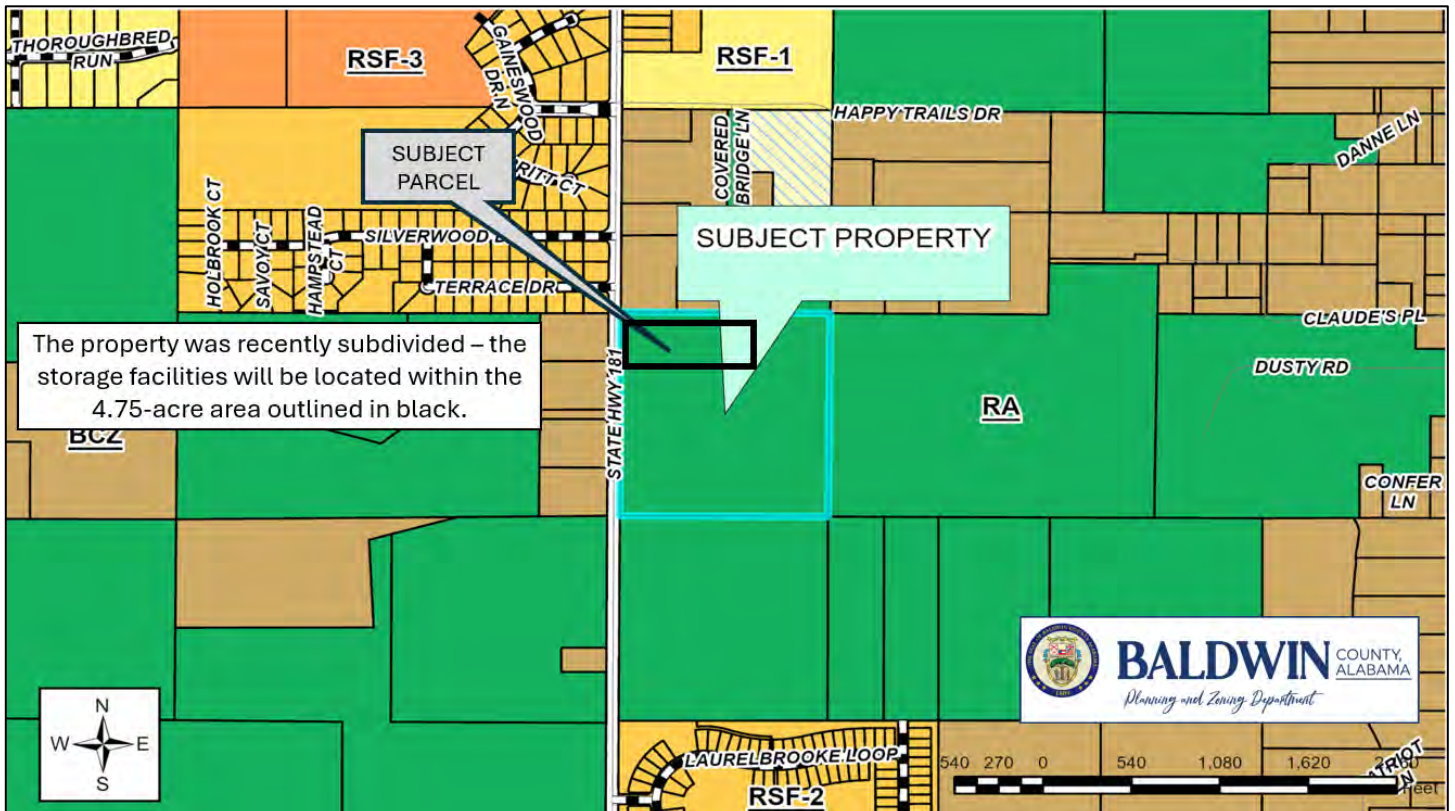 THOROUGHBRED
RUN
RSF-3
GAINESWOOD
DR N
RSF-1
HAPPY TRAILS DR
DANNE LN
SUBJECT
PARCEL
COVERED
BRIDGE LN
CT
HOLBROOK CT
SAVOY CT
HAMPSTEAD
CT
SILVERWOOD
TERRACE DR
SUBJECT PROPERTY
The property was recently subdivided – the
storage facilities will be located within the
4.75-acre area outlined in black.
STATE HWY 181
CLAUDE'S PL
DUSTY RD
RA
BCZ
CONFER
LN
BALDWIN COUNTY,
ALABAMA
Planning and Zoning Department
N
W E
S
LAURELBROOKE LOOP
RSF-2
540 270 0 540 1,080 1,620